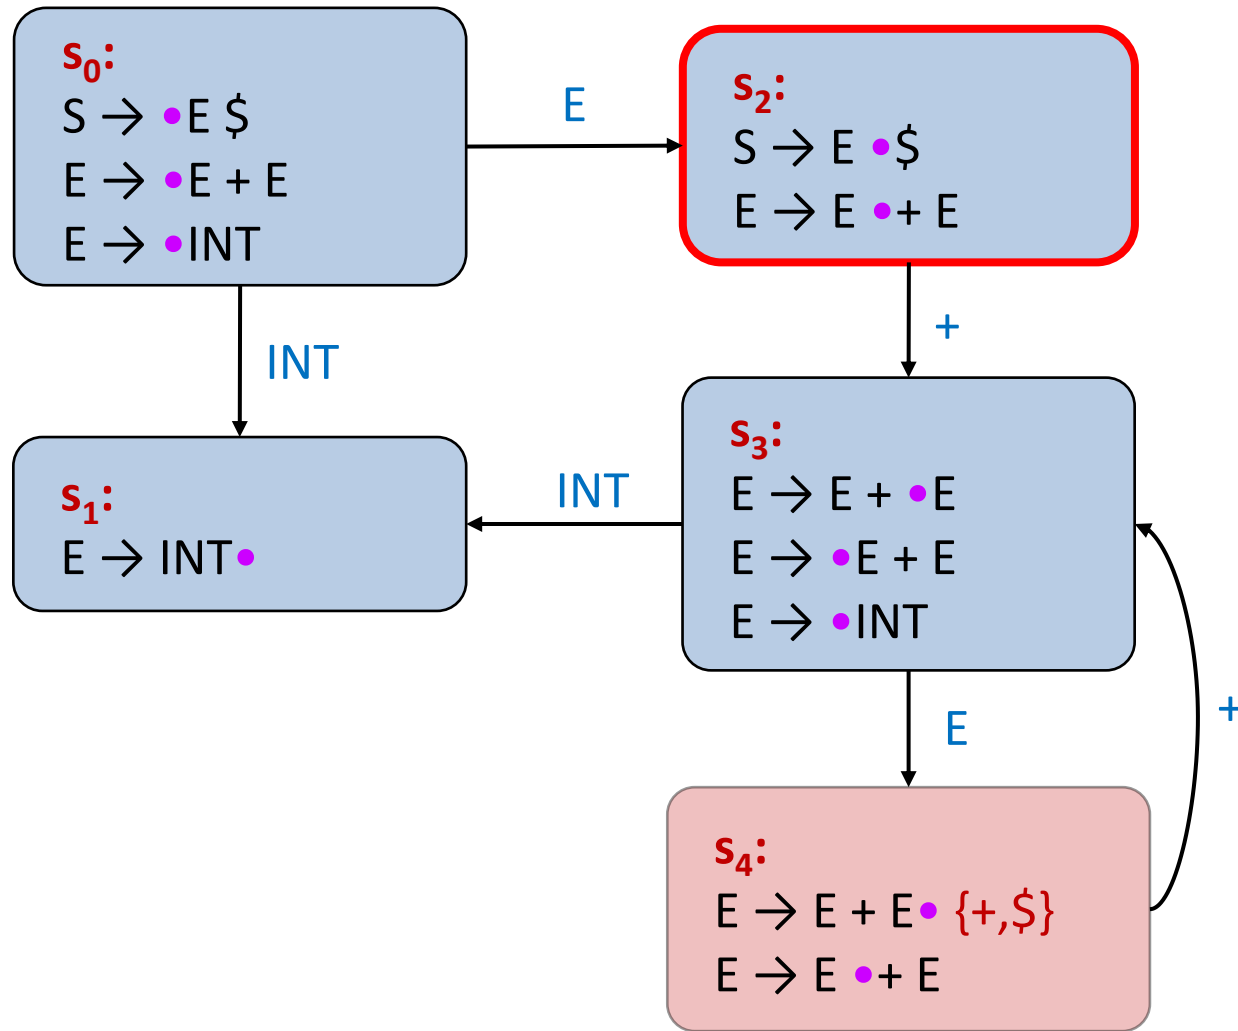 s₀:
S → •E $
E → •E + E
E → •INT
E
s₂:
S → E •$
E → E •+ E
INT
+
s₁:
E → INT•
INT
s₃:
E → E + •E
E → •E + E
E → •INT
E
+
s₄:
E → E + E• {+,$}
E → E •+ E